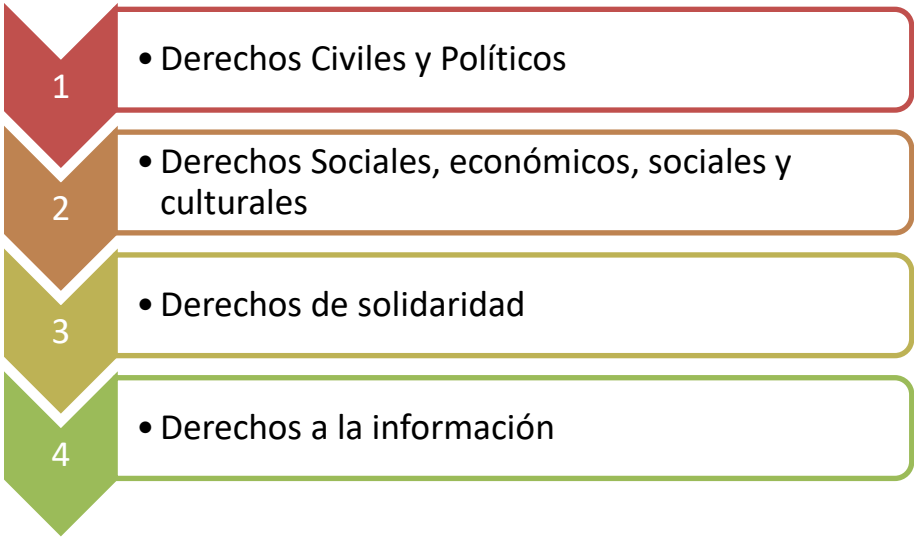 1
• Derechos Civiles y Políticos
2
• Derechos Sociales, económicos, sociales y
culturales
3
• Derechos de solidaridad
4
• Derechos a la información